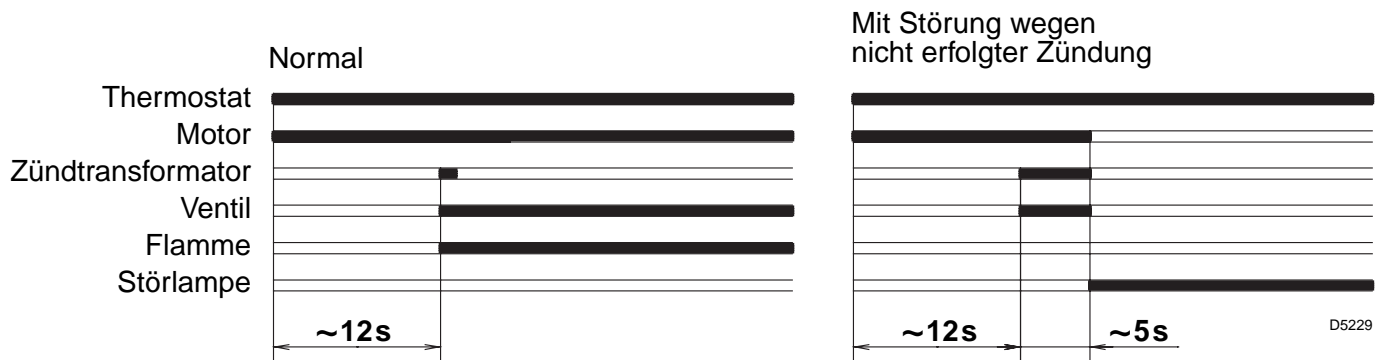 Normal
Mit Störung wegen
nicht erfolgter Zündung
Thermostat
Motor
Zündtransformator
Ventil
Flamme
Störlampe
~12s
~12s
~5s
D5229